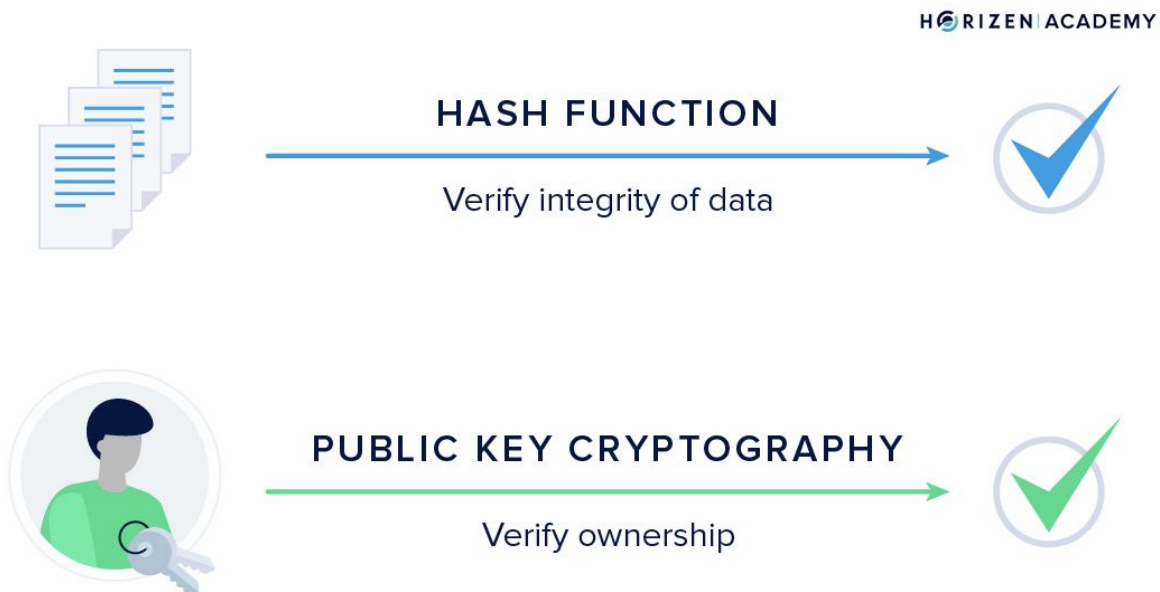 HORIZEN ACADEMY
HASH FUNCTION
Verify integrity of data
PUBLIC KEY CRYPTOGRAPHY
Verify ownership